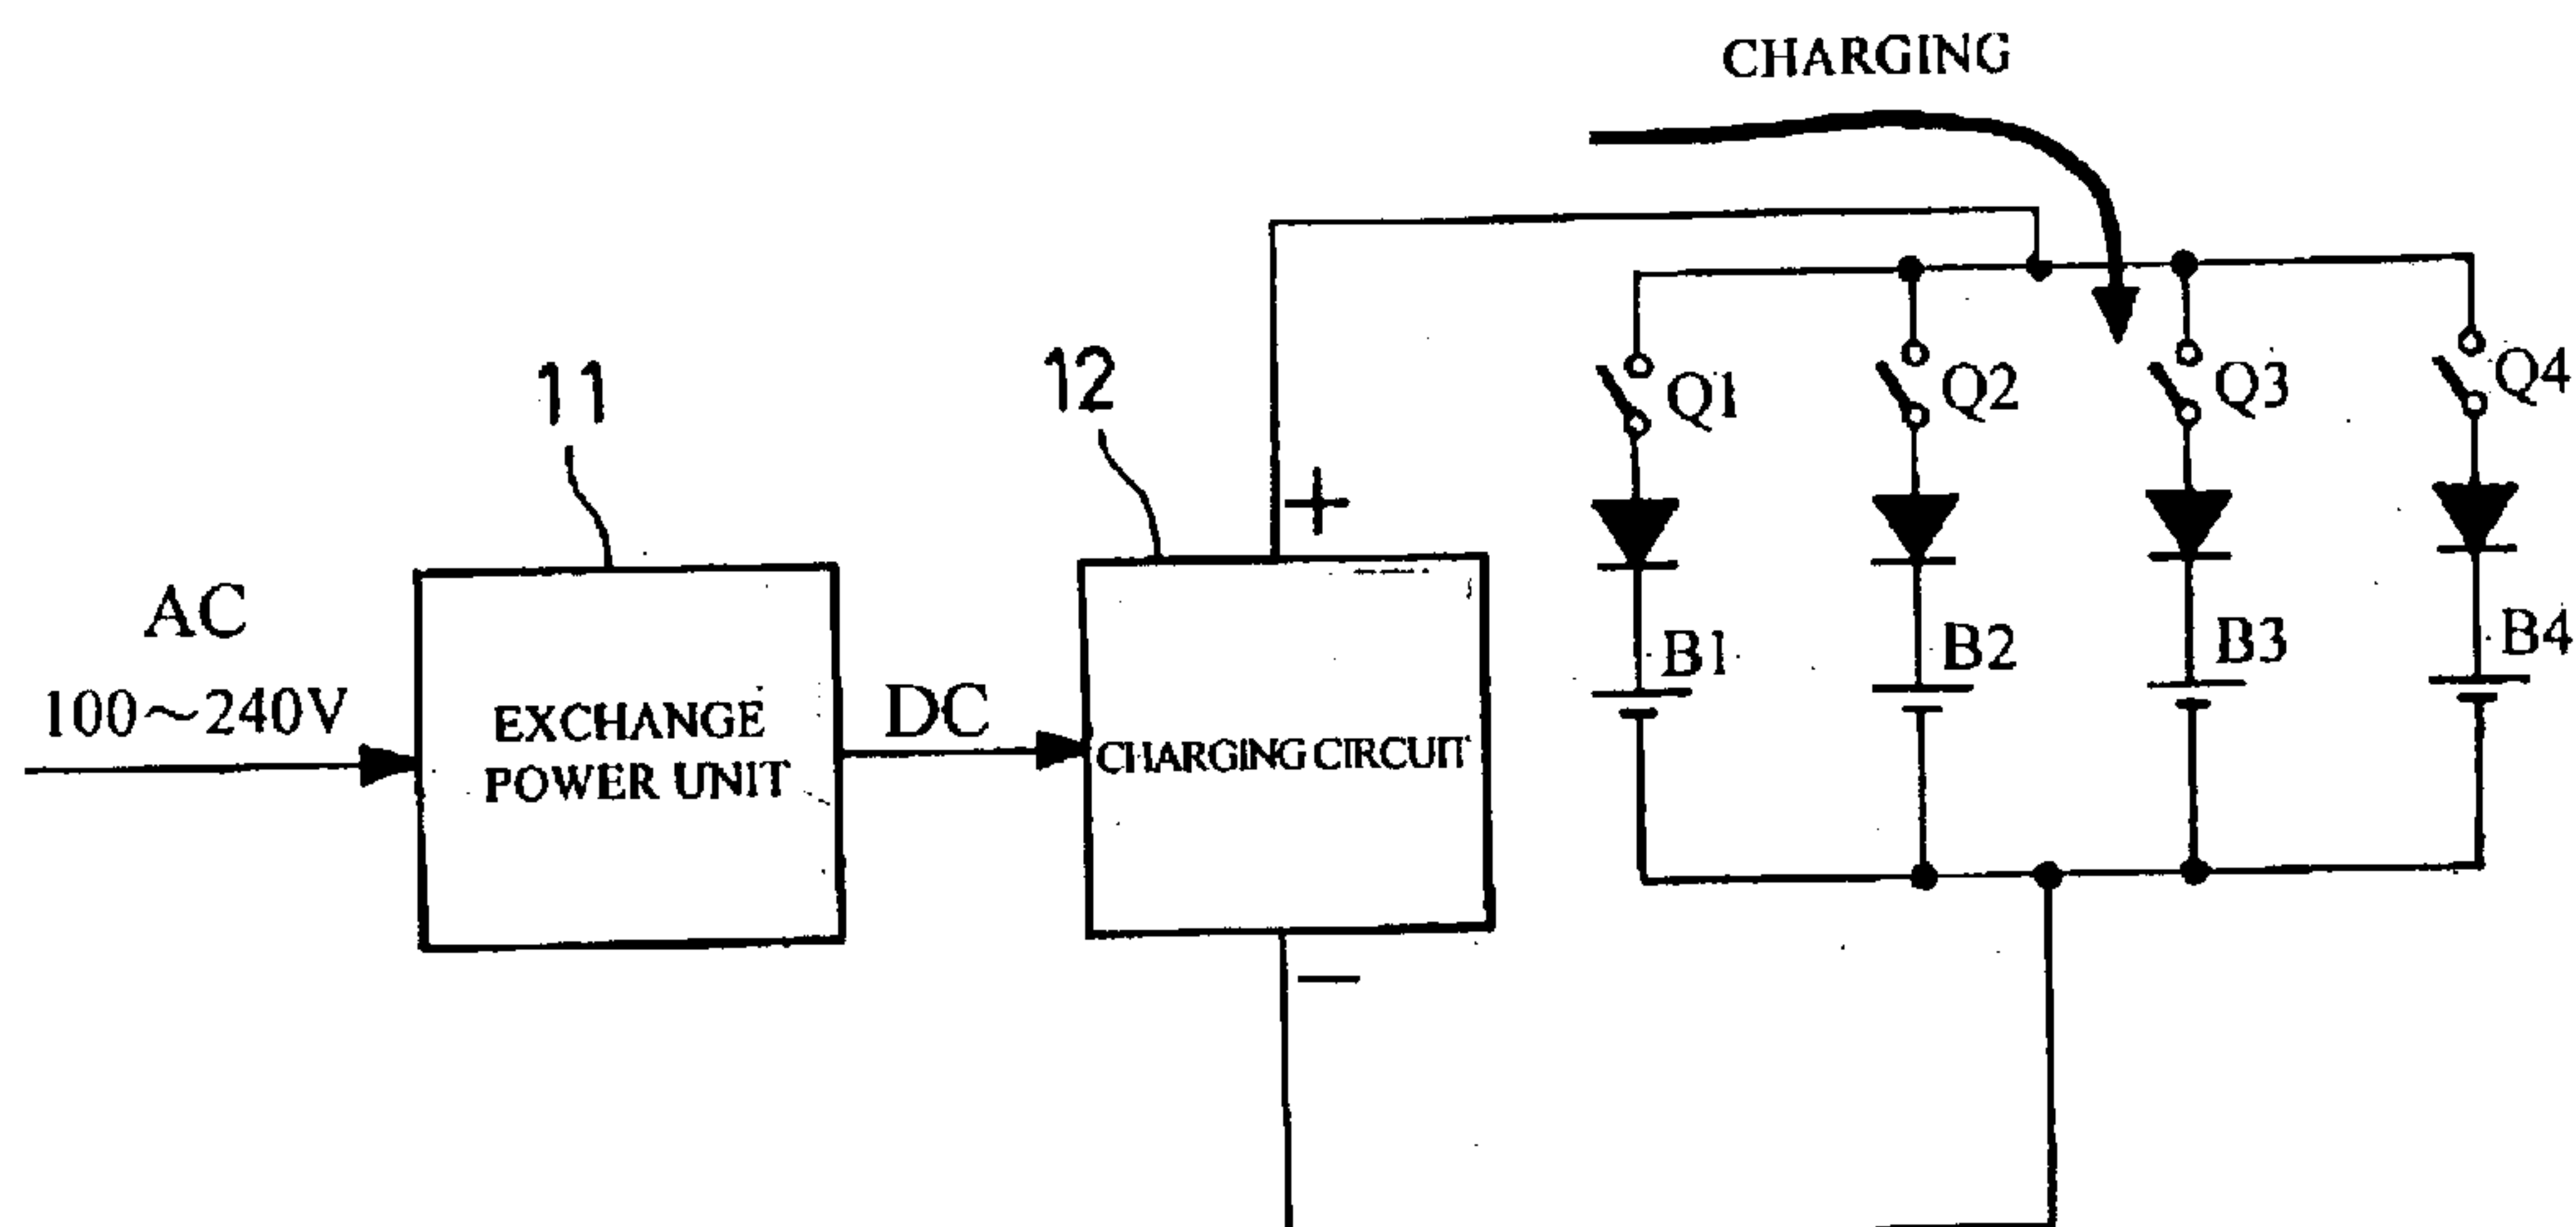 CHARGING
11
12
Q1
Q2
Q3
Q4
+
AC
100~240V
EXCHANGE
POWER UNIT
DC
CHARGING CIRCUIT
B1
B2
B3
B4
−